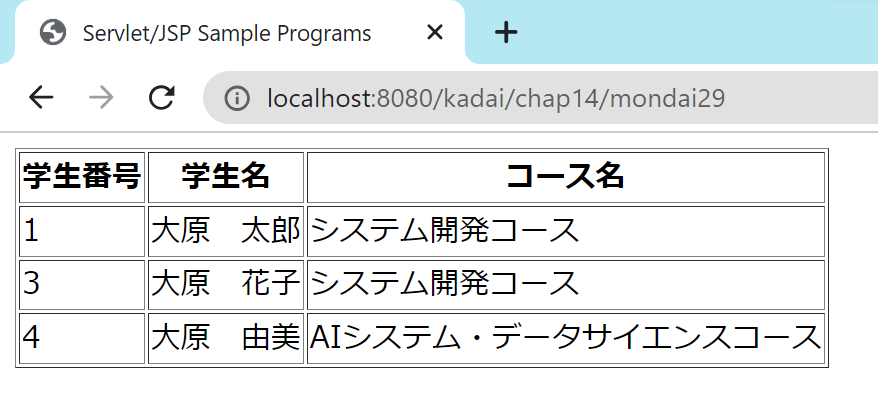 Servlet/JSP Sample Programs
localhost:8080/kadai/chap14/mondai29
学生番号 学生名 コース名
1 大原　太郎 システム開発コース
3 大原　花子 システム開発コース
4 大原　由美 AIシステム・データサイエンスコース